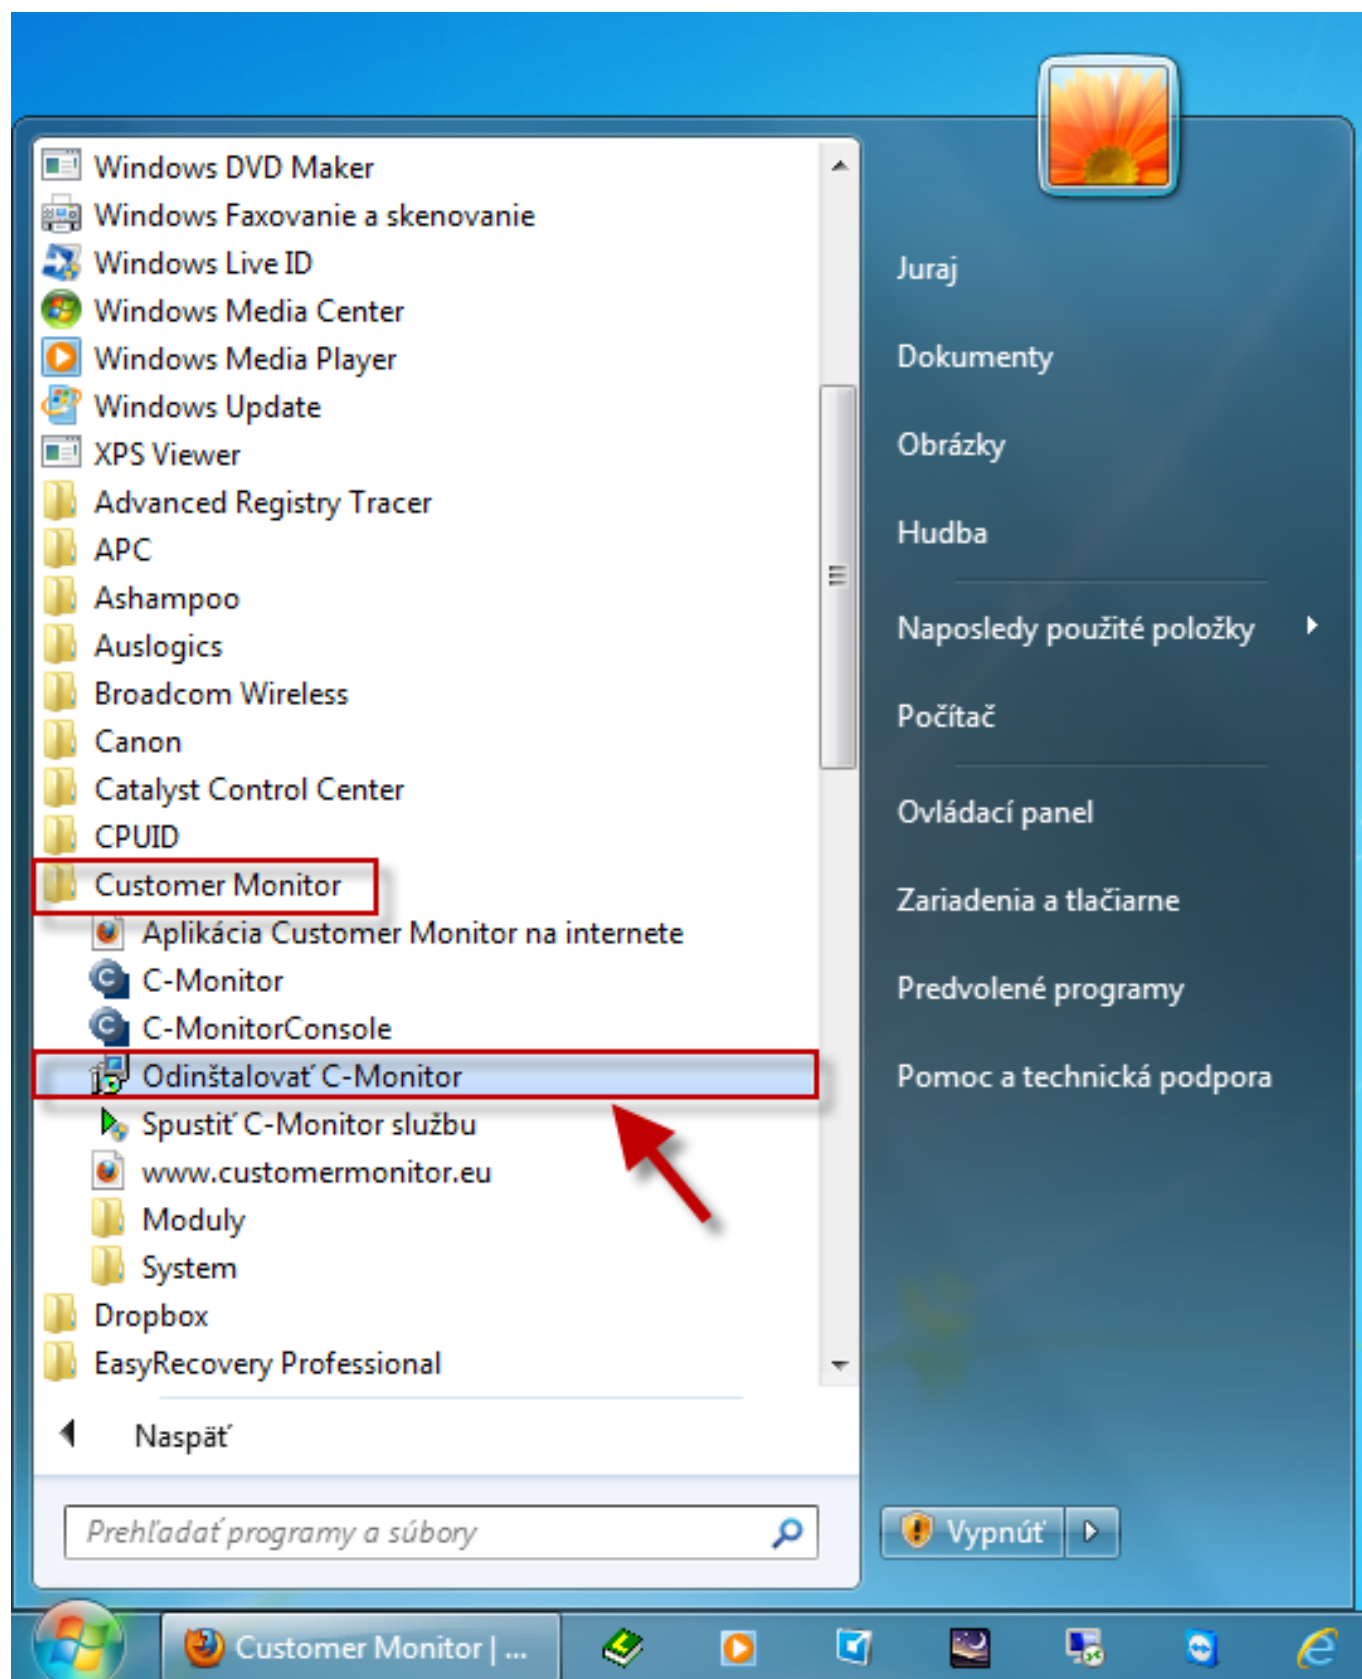 Windows DVD Maker
Windows Faxovanie a skenovanie
Windows Live ID
Windows Media Center
Windows Media Player
Windows Update
XPS Viewer
Advanced Registry Tracer
APC
Ashampoo
Auslogics
Broadcom Wireless
Canon
Catalyst Control Center
CPUID
Customer Monitor
Aplikácia Customer Monitor na internete
C-Monitor
C-MonitorConsole
Odinštalovať C-Monitor
Spustiť C-Monitor službu
www.customermonitor.eu
Moduly
System
Dropbox
EasyRecovery Professional
Naspäť
Prehľadať programy a súbory
Juraj
Dokumenty
Obrázky
Hudba
Naposledy použité položky
Počítač
Ovládací panel
Zariadenia a tlačiarne
Predvolené programy
Pomoc a technická podpora
Vypnúť
Customer Monitor | ...